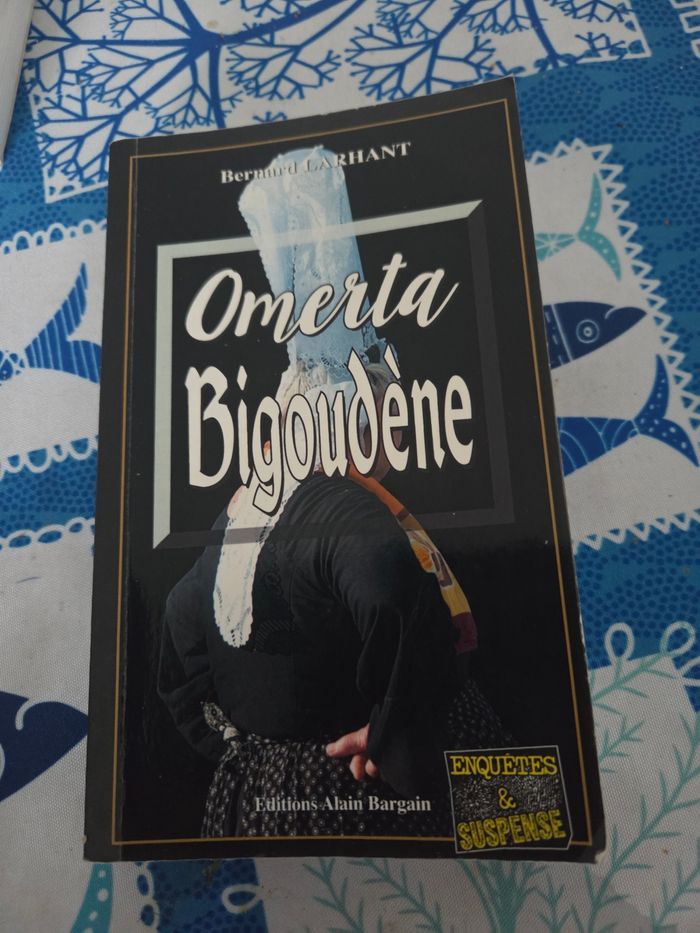 Bernard LARHANT
Omerta
Bigoudène
Editions Alain Bargain
ENQUÊTES
&
SUSPENSE